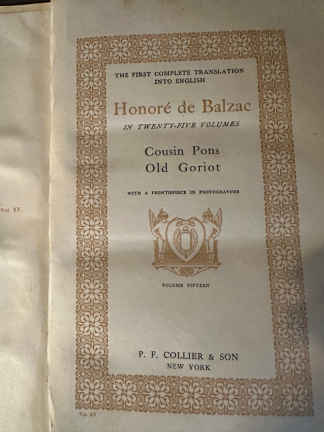 THE FIRST COMPLETE TRANSLATION
INTO ENGLISH
Honoré de Balzac
IN TWENTY-FIVE VOLUMES
Cousin Pons
Old Goriot
WITH A FRONTISPIECE IN PHOTOGRAVURE
VOLUME FIFTEEN
P. F. COLLIER & SON
NEW YORK